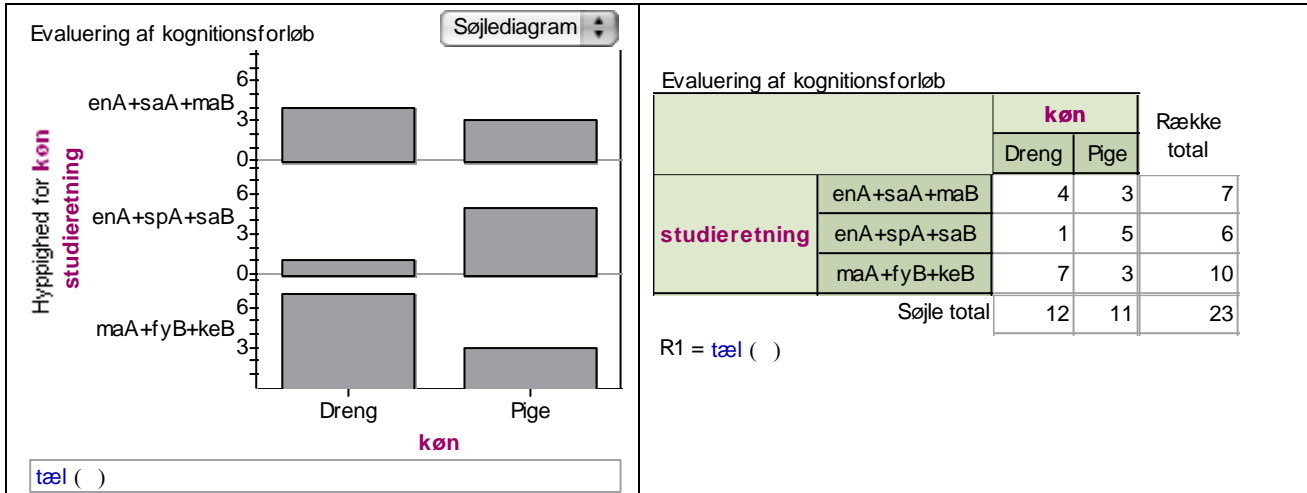 Evaluering af kognitionsforløb
Søjlediagram
Hyppighed for køn
studieretning
enA+saA+maB
6
3
0
enA+spA+saB
6
3
0
maA+fyB+keB
6
3
Dreng
Pige
køn
tæl ( )
Evaluering af kognitionsforløb
køn
Række total
Dreng Pige
studieretning
enA+saA+maB 4 3 7
enA+spA+saB 1 5 6
maA+fyB+keB 7 3 10
Søjle total 12 11 23
R1 = tæl ( )